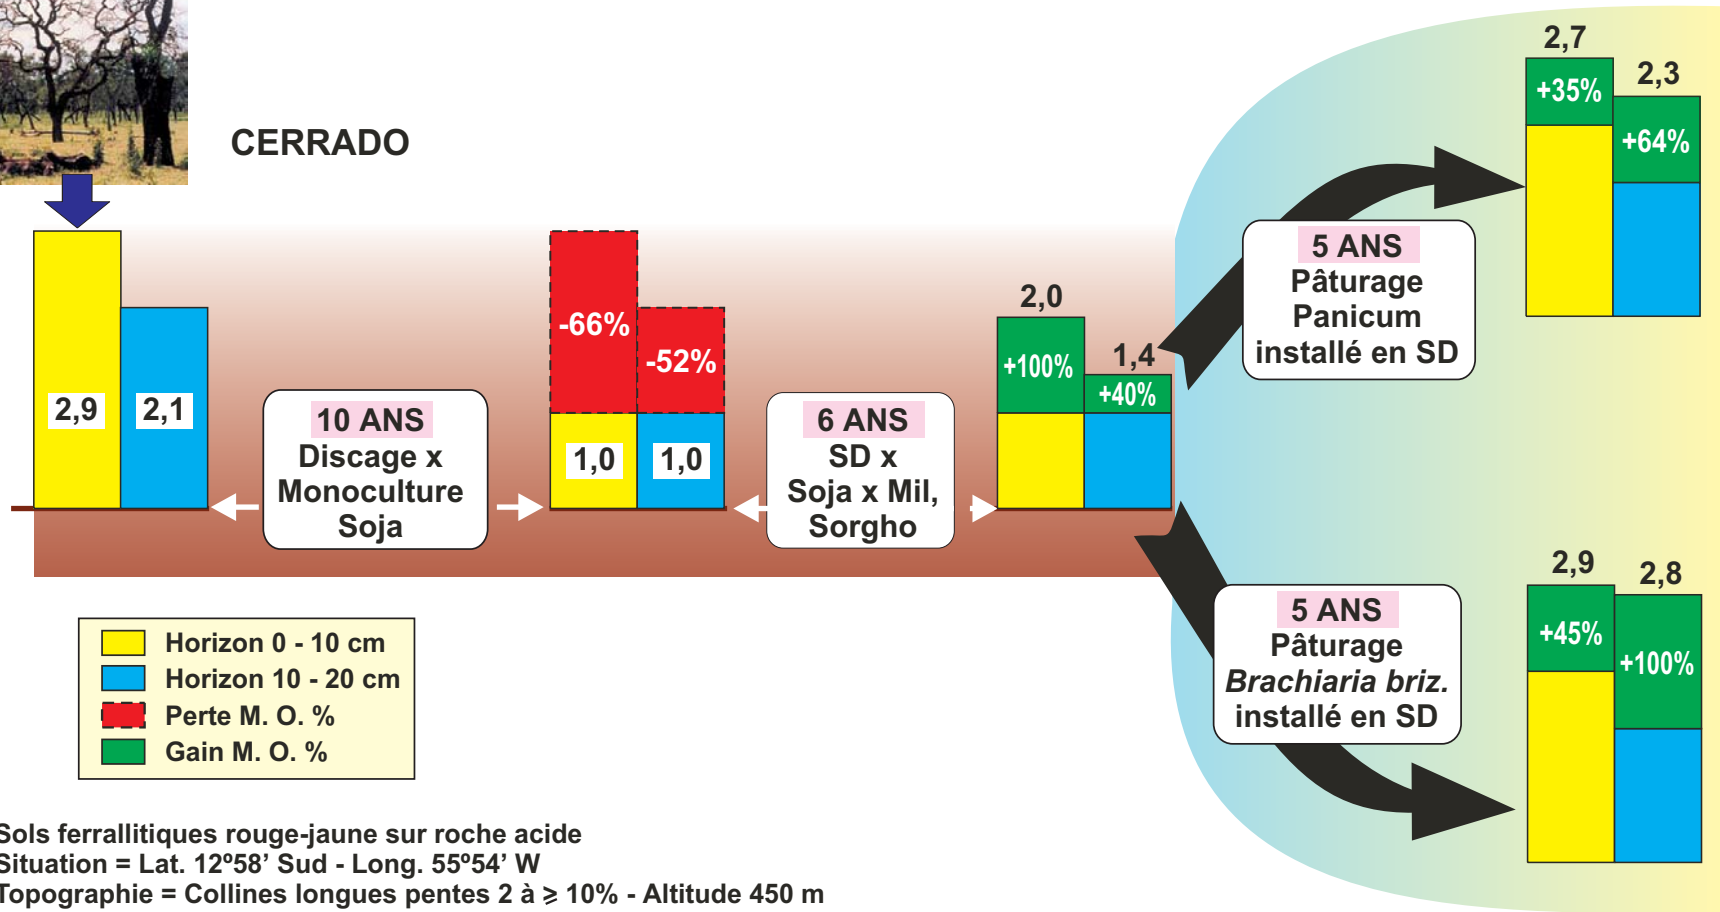 CERRADO
2,9
2,1
10 ANS
Discage x
Monoculture
Soja
-66%
-52%
1,0
1,0
6 ANS
SD x
Soja x Mil,
Sorgho
2,0
1,4
+100%
+40%
5 ANS
Pâturage
Panicum
installé en SD
2,7
2,3
+35%
+64%
5 ANS
Pâturage
Brachiaria briz.
installé en SD
2,9
2,8
+45%
+100%
Horizon 0 - 10 cm
Horizon 10 - 20 cm
Perte M. O. %
Gain M. O. %
Sols ferrallitiques rouge-jaune sur roche acide
Situation = Lat. 12º58’ Sud - Long. 55º54’ W
Topographie = Collines longues pentes 2 à ⩾ 10% - Altitude 450 m